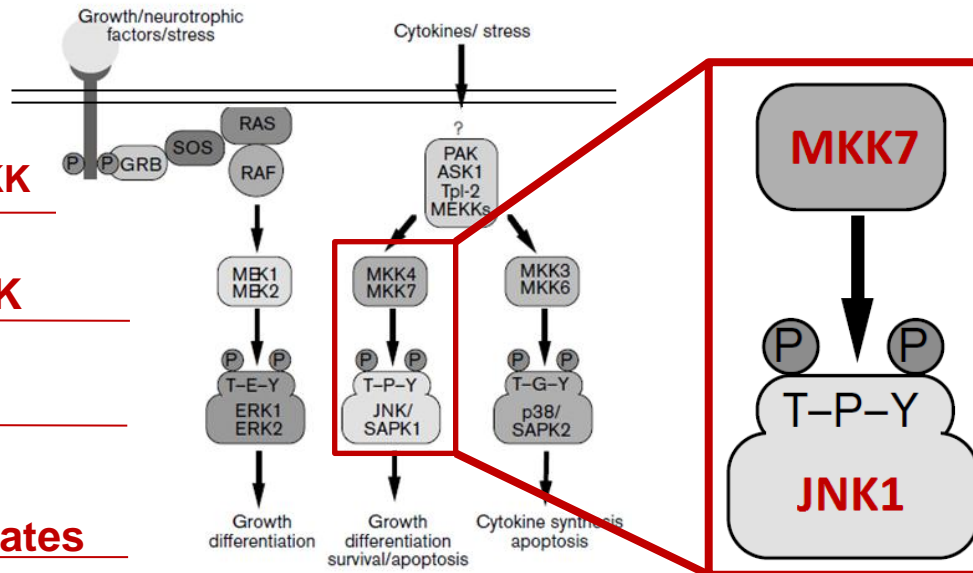 Growth/neurotrophic
factors/stress
Cytokines/ stress
P
P
GRB
SOS
RAS
RAF
?
PAK
ASK1
Tpl-2
MEKKs
KK
MEK1
MEK2
MKK4
MKK7
MKK3
MKK6
K
P P
T–E–Y
ERK1
ERK2
P P
T–P–Y
JNK/
SAPK1
P P
T–G–Y
p38/
SAPK2
Growth
differentiation
Growth
differentiation
survival/apoptosis
Cytokine synthesis
apoptosis
ates
MKK7
P P
T–P–Y
JNK1